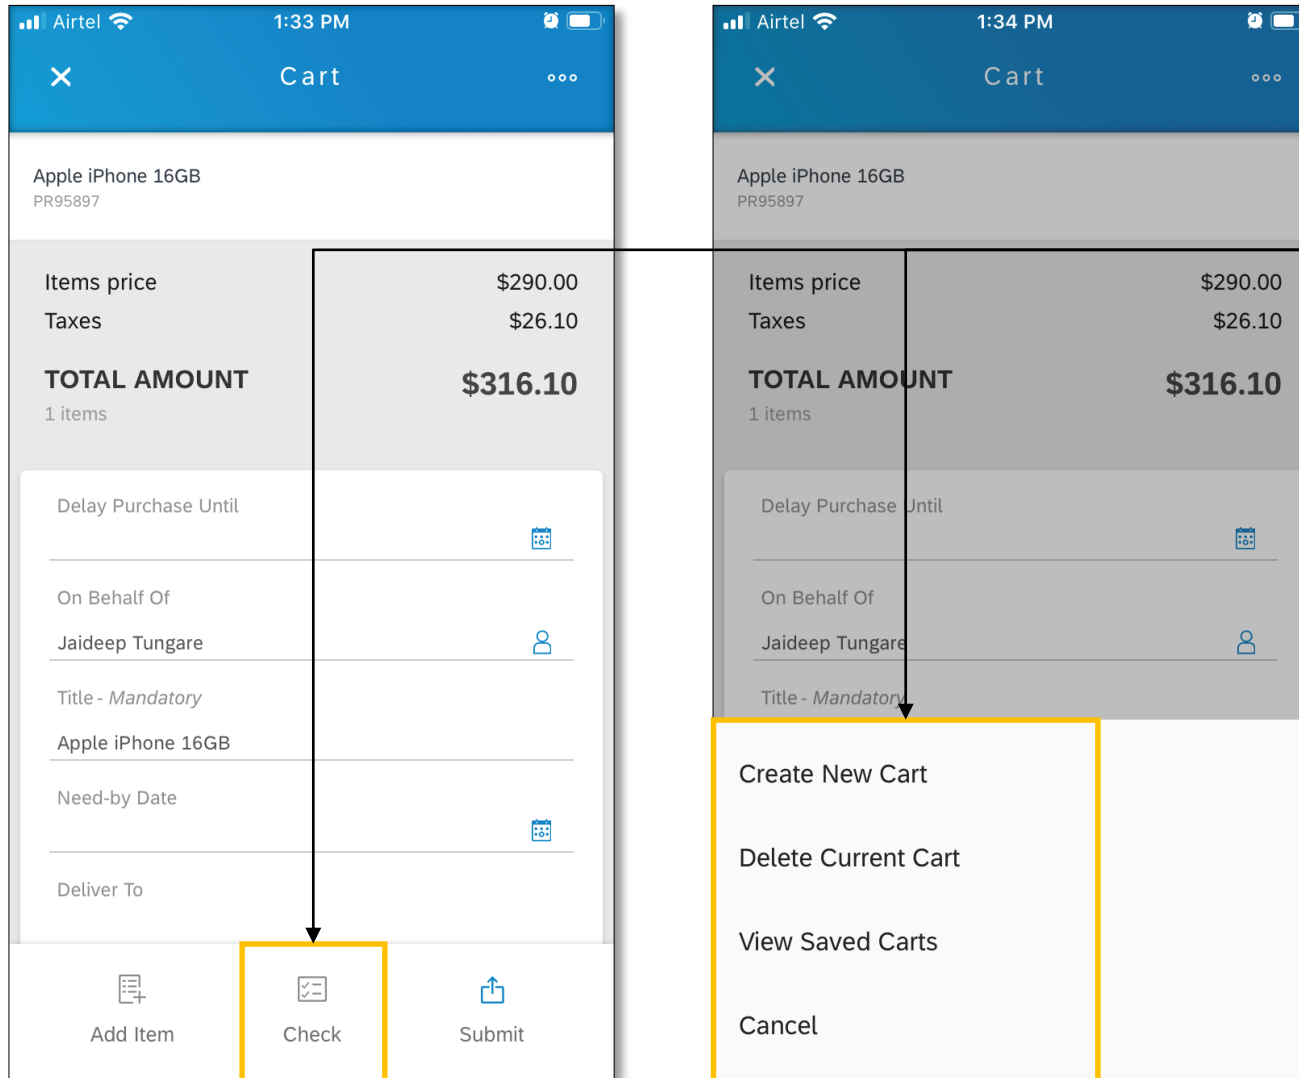 Airtel 1:33 PM
Cart
Apple iPhone 16GB
PR95897
Items price $290.00
Taxes $26.10
TOTAL AMOUNT $316.10
1 items
Delay Purchase Until
On Behalf Of
Jaideep Tungare
Title - Mandatory
Apple iPhone 16GB
Need-by Date
Deliver To
Add Item Check Submit
Airtel 1:34 PM
Cart
Apple iPhone 16GB
PR95897
Items price $290.00
Taxes $26.10
TOTAL AMOUNT $316.10
1 items
Delay Purchase Until
On Behalf Of
Jaideep Tungare
Title - Mandatory
Create New Cart
Delete Current Cart
View Saved Carts
Cancel